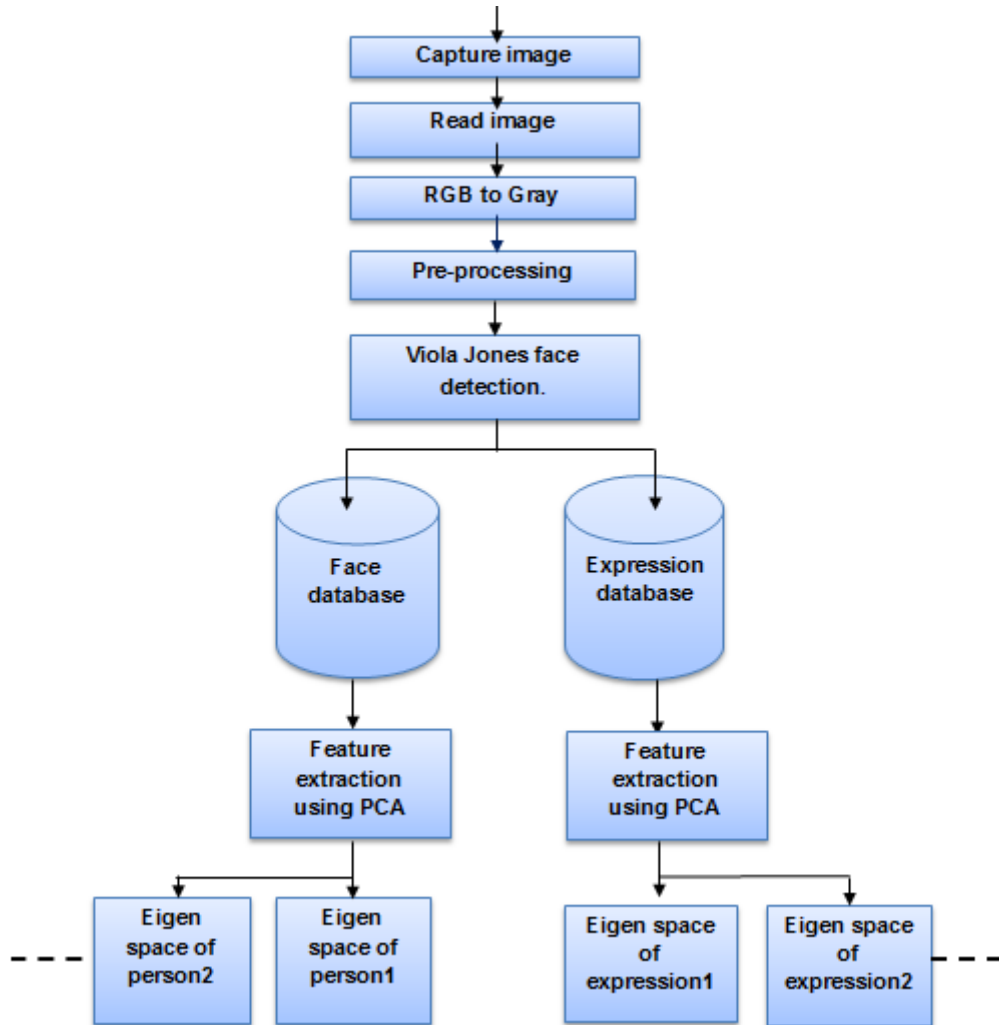 Capture image
Read image
RGB to Gray
Pre-processing
Viola Jones face
detection.
Face
database
Expression
database
Feature
extraction
using PCA
Feature
extraction
using PCA
Eigen
space of
person2
Eigen
space of
person1
Eigen space
of
expression1
Eigen space
of
expression2